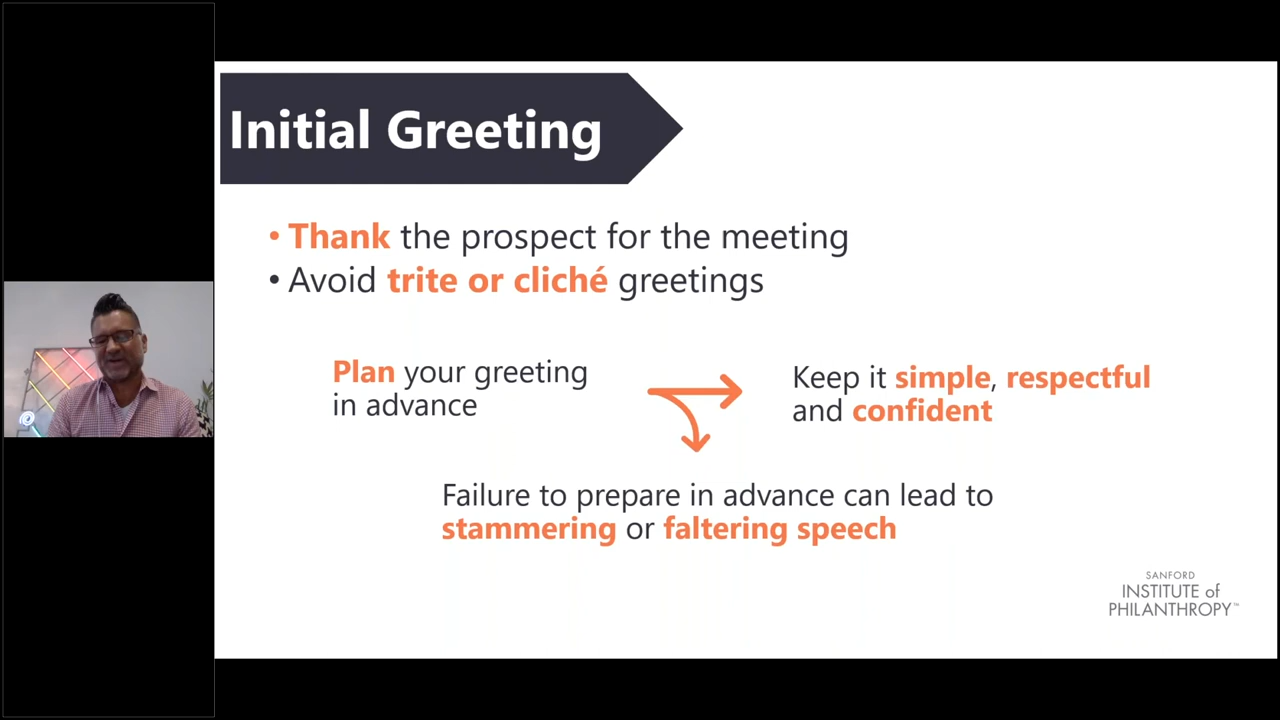 Initial Greeting
• Thank the prospect for the meeting
• Avoid trite or cliché greetings
Plan your greeting
in advance
Keep it simple, respectful
and confident
Failure to prepare in advance can lead to
stammering or faltering speech
SANFORD
INSTITUTE of
PHILANTHROPY™